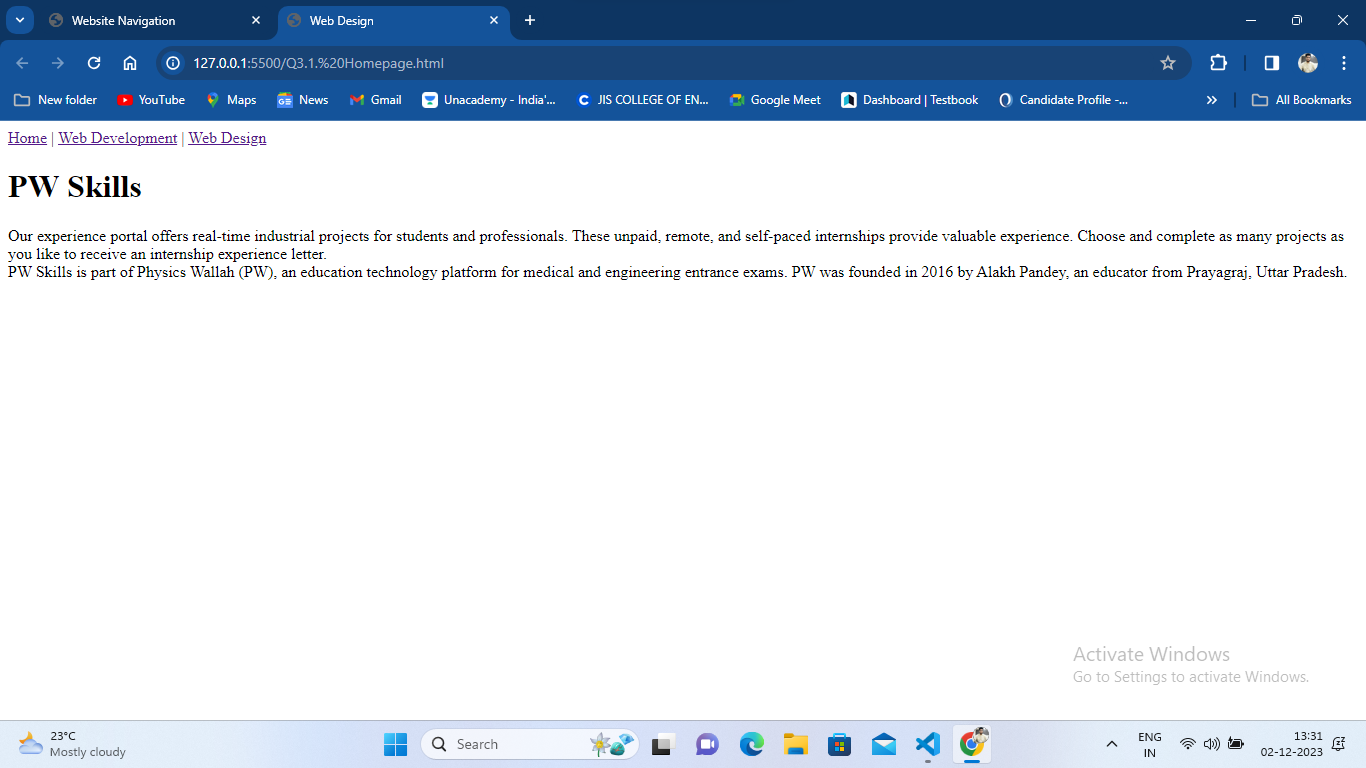 Website Navigation
Web Design
127.0.0.1:5500/Q3.1.%20Homepage.html
New folder YouTube Maps News Gmail Unacademy - India'... JIS COLLEGE OF EN... Google Meet Dashboard | Testbook Candidate Profile -... » All Bookmarks
Home | Web Development | Web Design
PW Skills
Our experience portal offers real-time industrial projects for students and professionals. These unpaid, remote, and self-paced internships provide valuable experience. Choose and complete as many projects as
you like to receive an internship experience letter.
PW Skills is part of Physics Wallah (PW), an education technology platform for medical and engineering entrance exams. PW was founded in 2016 by Alakh Pandey, an educator from Prayagraj, Uttar Pradesh.
Activate Windows
Go to Settings to activate Windows.
23°C
Mostly cloudy
Search
ENG
IN
13:31
02-12-2023